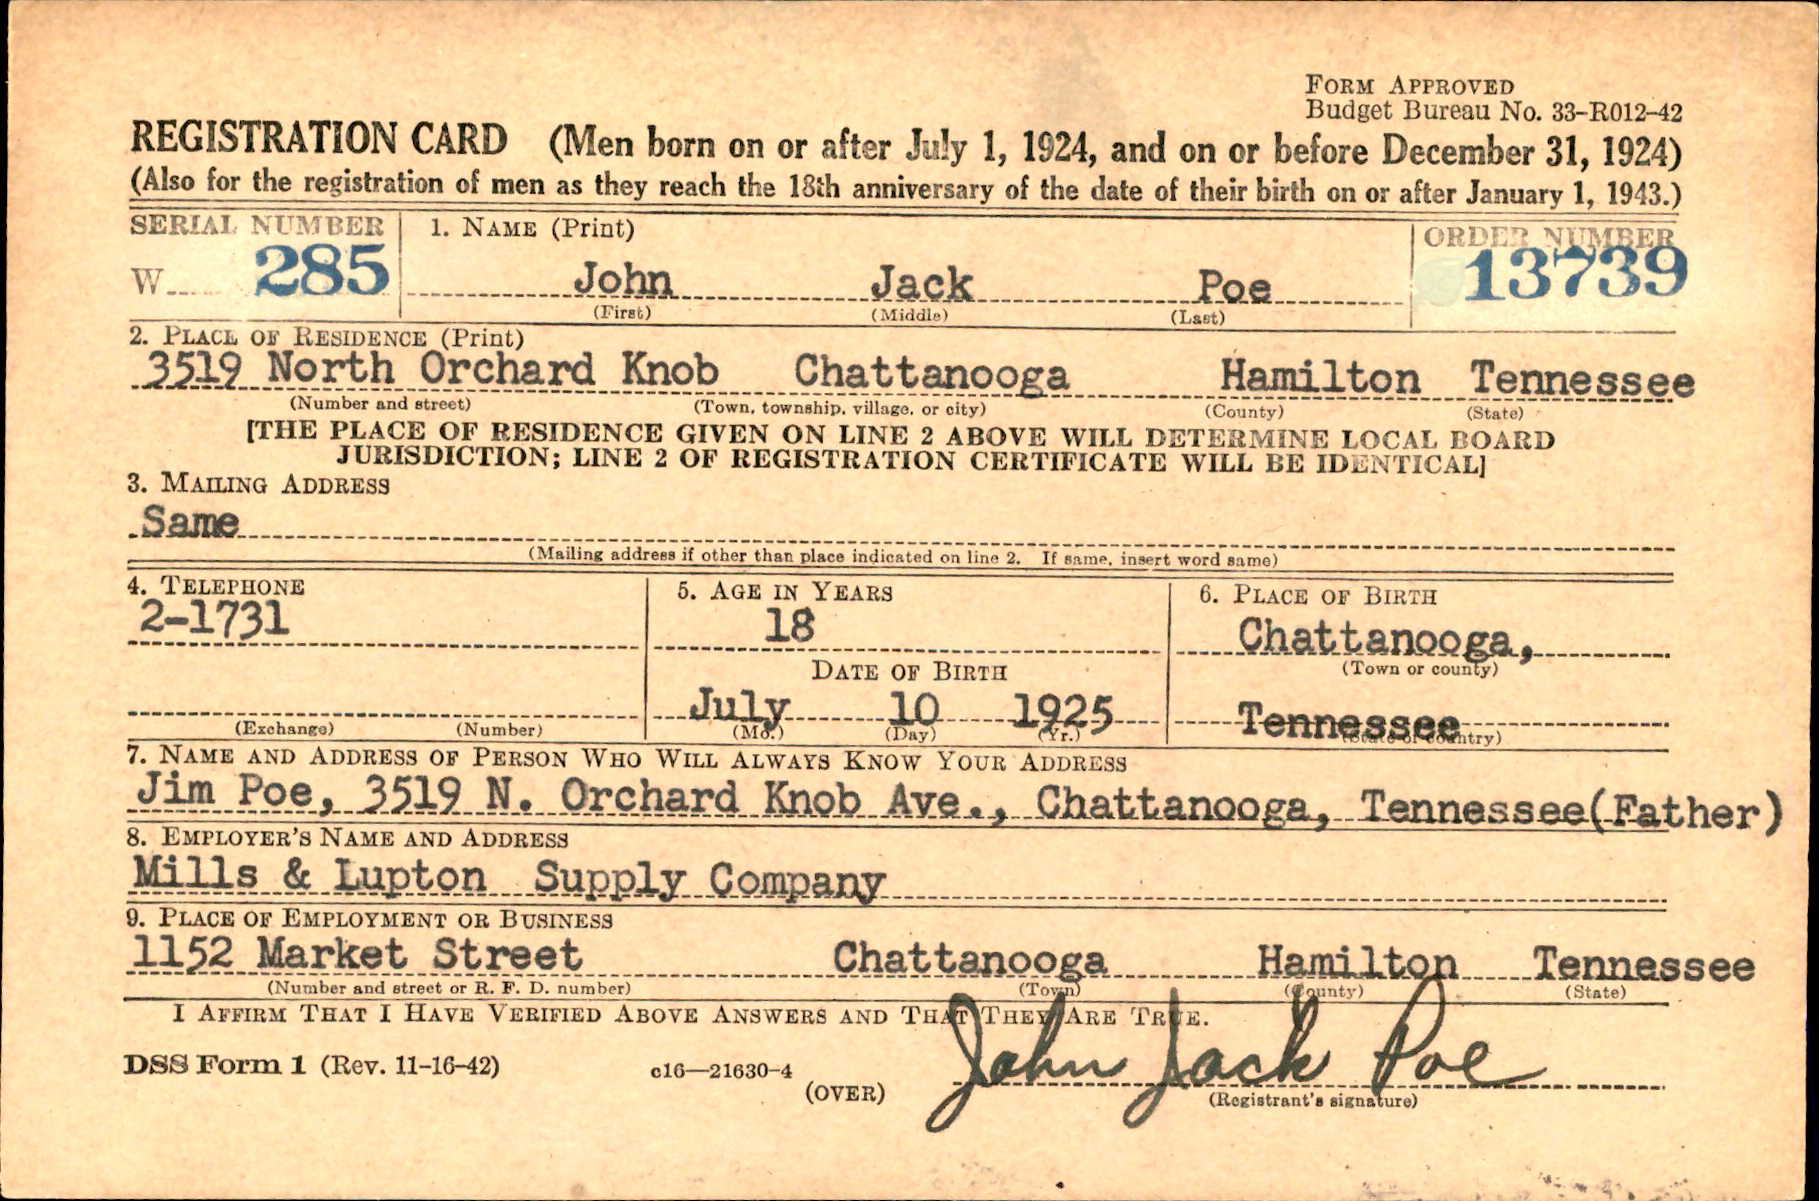 FORM APPROVED
Budget Bureau No. 33-R012-42
REGISTRATION CARD (Men born on or after July 1, 1924, and on or before December 31, 1924)
(Also for the registration of men as they reach the 18th anniversary of the date of their birth on or after January 1, 1943.)
SERIAL NUMBER 1. NAME (Print) ORDER NUMBER
W 285 John Jack Poe 13739
(First) (Middle) (Last)
2. PLACE OF RESIDENCE (Print)
3519 North Orchard Knob Chattanooga Hamilton Tennessee
(Number and street) (Town, township, village, or city) (County) (State)
[THE PLACE OF RESIDENCE GIVEN ON LINE 2 ABOVE WILL DETERMINE LOCAL BOARD
JURISDICTION; LINE 2 OF REGISTRATION CERTIFICATE WILL BE IDENTICAL]
3. MAILING ADDRESS
Same
(Mailing address if other than place indicated on line 2. If same, insert word same)
4. TELEPHONE 5. AGE IN YEARS 6. PLACE OF BIRTH
2-1731 18 Chattanooga,
(Town or county)
DATE OF BIRTH
July 10 1925 Tennessee
(Exchange) (Number) (Mo.) (Day) (Yr.) (State or country)
7. NAME AND ADDRESS OF PERSON WHO WILL ALWAYS KNOW YOUR ADDRESS
Jim Poe, 3519 N. Orchard Knob Ave., Chattanooga, Tennessee(Father)
8. EMPLOYER'S NAME AND ADDRESS
Mills & Lupton Supply Company
9. PLACE OF EMPLOYMENT OR BUSINESS
1152 Market Street Chattanooga Hamilton Tennessee
(Number and street or R. F. D. number) (Town) (County) (State)
I AFFIRM THAT I HAVE VERIFIED ABOVE ANSWERS AND THAT THEY ARE TRUE.
DSS Form 1 (Rev. 11-16-42) c16—21630-4 John Jack Poe
(OVER) (Registrant's signature)